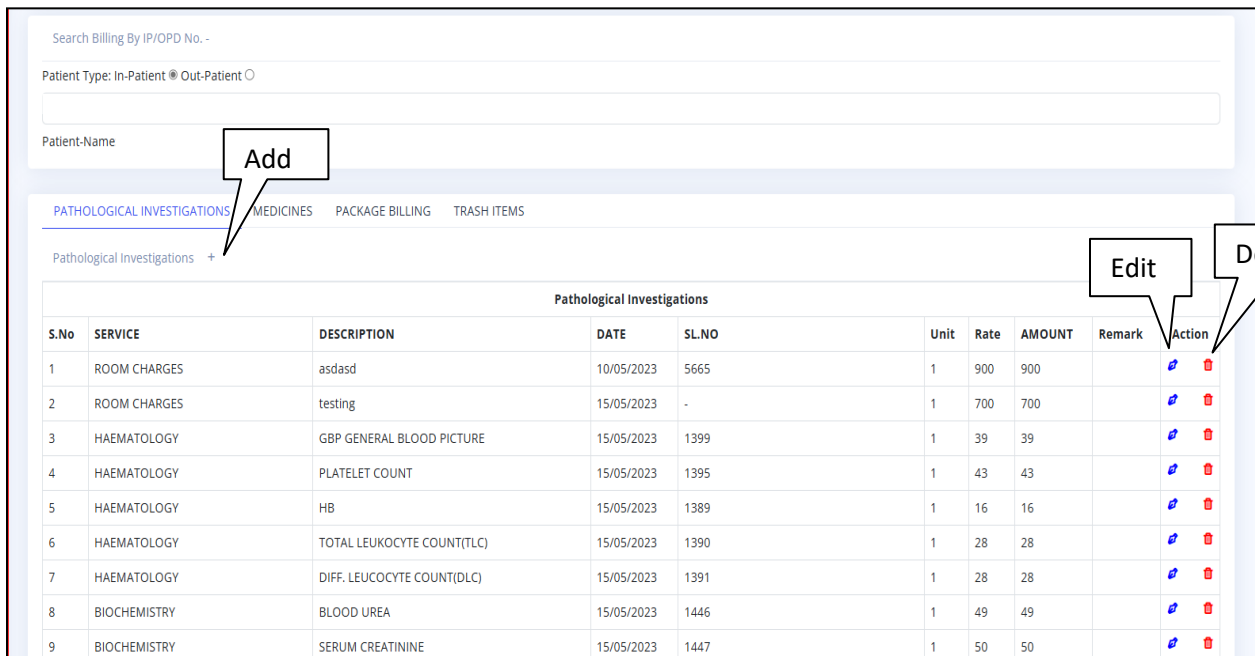 Search Billing By IP/OPD No. -
Patient Type: In-Patient Out-Patient
Patient-Name
Add
PATHOLOGICAL INVESTIGATIONS MEDICINES PACKAGE BILLING TRASH ITEMS
Pathological Investigations +
Edit
Pathological Investigations
S.No SERVICE DESCRIPTION DATE SL.NO Unit Rate AMOUNT Remark Action
1 ROOM CHARGES asdasd 10/05/2023 5665 1 900 900
2 ROOM CHARGES testing 15/05/2023 - 1 700 700
3 HAEMATOLOGY GBP GENERAL BLOOD PICTURE 15/05/2023 1399 1 39 39
4 HAEMATOLOGY PLATELET COUNT 15/05/2023 1395 1 43 43
5 HAEMATOLOGY HB 15/05/2023 1389 1 16 16
6 HAEMATOLOGY TOTAL LEUKOCYTE COUNT(TLC) 15/05/2023 1390 1 28 28
7 HAEMATOLOGY DIFF. LEUCOCYTE COUNT(DLC) 15/05/2023 1391 1 28 28
8 BIOCHEMISTRY BLOOD UREA 15/05/2023 1446 1 49 49
9 BIOCHEMISTRY SERUM CREATININE 15/05/2023 1447 1 50 50